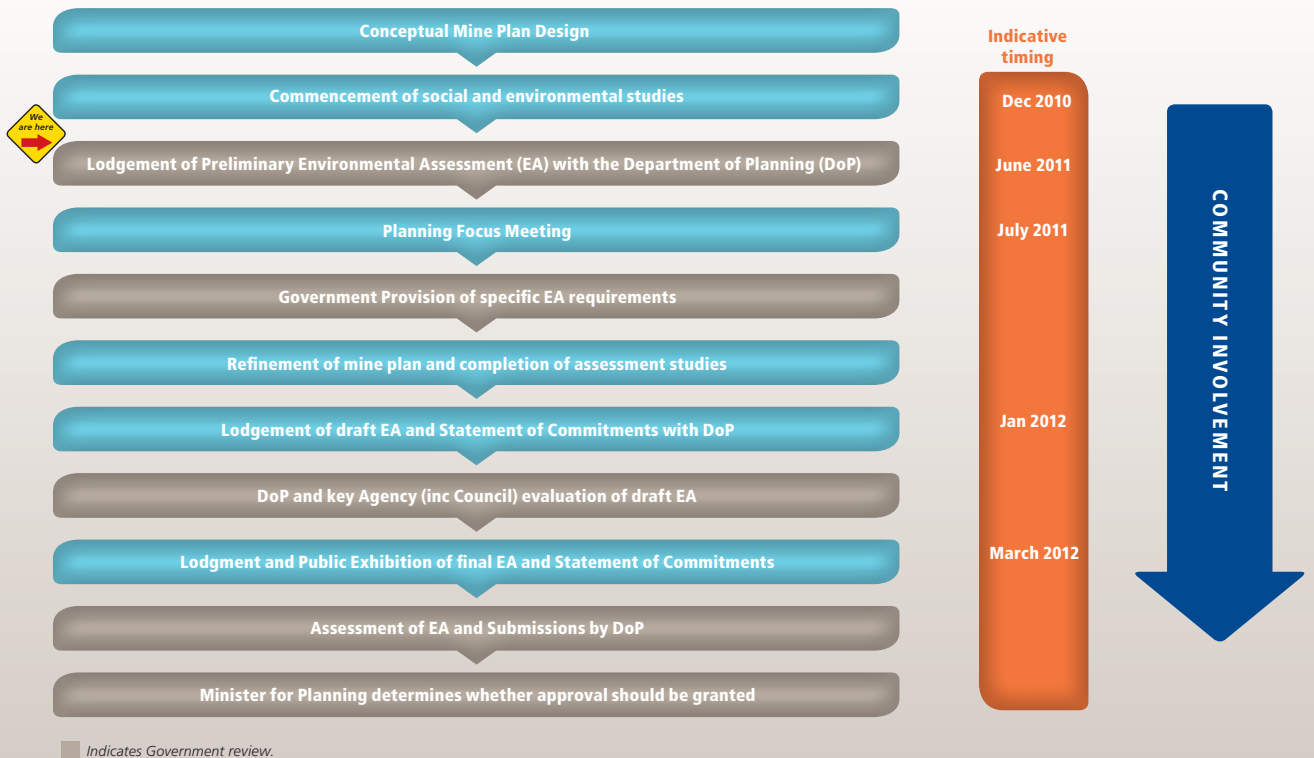 Conceptual Mine Plan Design
Commencement of social and environmental studies
We
are here
Lodgement of Preliminary Environmental Assessment (EA) with the Department of Planning (DoP)
Planning Focus Meeting
Government Provision of specific EA requirements
Refinement of mine plan and completion of assessment studies
Lodgement of draft EA and Statement of Commitments with DoP
DoP and key Agency (inc Council) evaluation of draft EA
Lodgment and Public Exhibition of final EA and Statement of Commitments
Assessment of EA and Submissions by DoP
Minister for Planning determines whether approval should be granted
Indicates Government review.
Indicative
timing
Dec 2010
June 2011
July 2011
Jan 2012
March 2012
COMMUNITY INVOLVEMENT